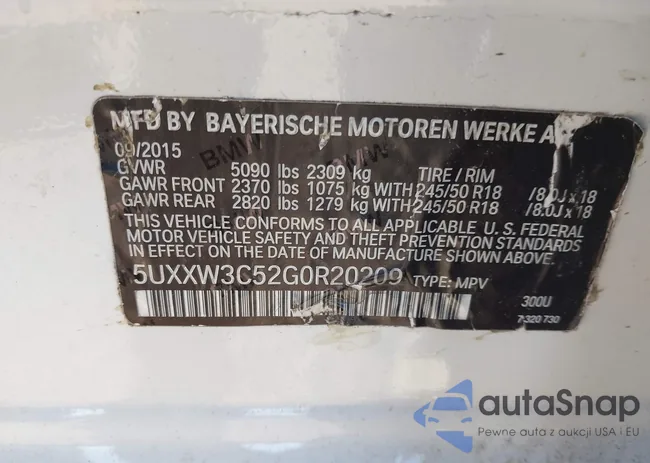 MFD BY BAYERISCHE MOTOREN WERKE AG
09/2015
GVWR 5090 lbs 2309 kg TIRE / RIM
GAWR FRONT 2370 lbs 1075 kg WITH 245/50 R18 /8.0J x 18
GAWR REAR 2820 lbs 1279 kg WITH 245/50 R18 /8.0J x 18
THIS VEHICLE CONFORMS TO ALL APPLICABLE U. S. FEDERAL
MOTOR VEHICLE SAFETY, BUMPER, AND THEFT PREVENTION
STANDARDS IN EFFECT ON THE DATE OF MANUFACTURE SHOWN ABOVE.
5UXXW3C52G0R20209 TYPE: MPV
300U
7 320 730
autoSnap
Pewne auta z aukcji USA i EU